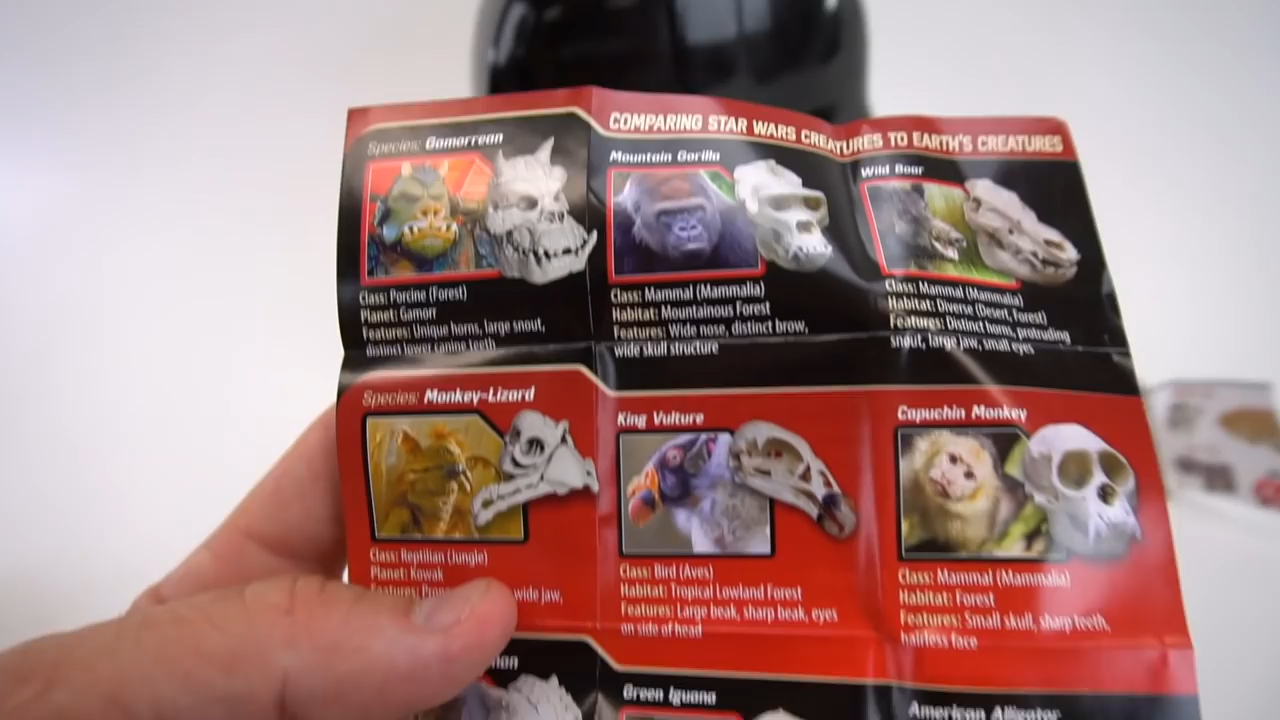 COMPARING STAR WARS CREATURES TO EARTH'S CREATURES
Species: Gamorrean
Class: Porcine (Forest)
Planet: Gamorr
Features: Unique horns, large snout,
distinct lower canine teeth
Mountain Gorilla
Class: Mammal (Mammalia)
Habitat: Mountainous Forest
Features: Wide nose, distinct brow,
wide skull structure
Wild Boar
Class: Mammal (Mammalia)
Habitat: Diverse (Desert, Forest)
Features: Distinct horns, protruding
snout, large jaw, small eyes
Species: Monkey-Lizard
Class: Reptilian (Jungle)
Planet: Kowak
Features: wide jaw,
King Vulture
Class: Bird (Aves)
Habitat: Tropical Lowland Forest
Features: Large beak, sharp beak, eyes
on side of head
Capuchin Monkey
Class: Mammal (Mammalia)
Habitat: Forest
Features: Small skull, sharp teeth,
hairless face
Green Iguana
American Alligator